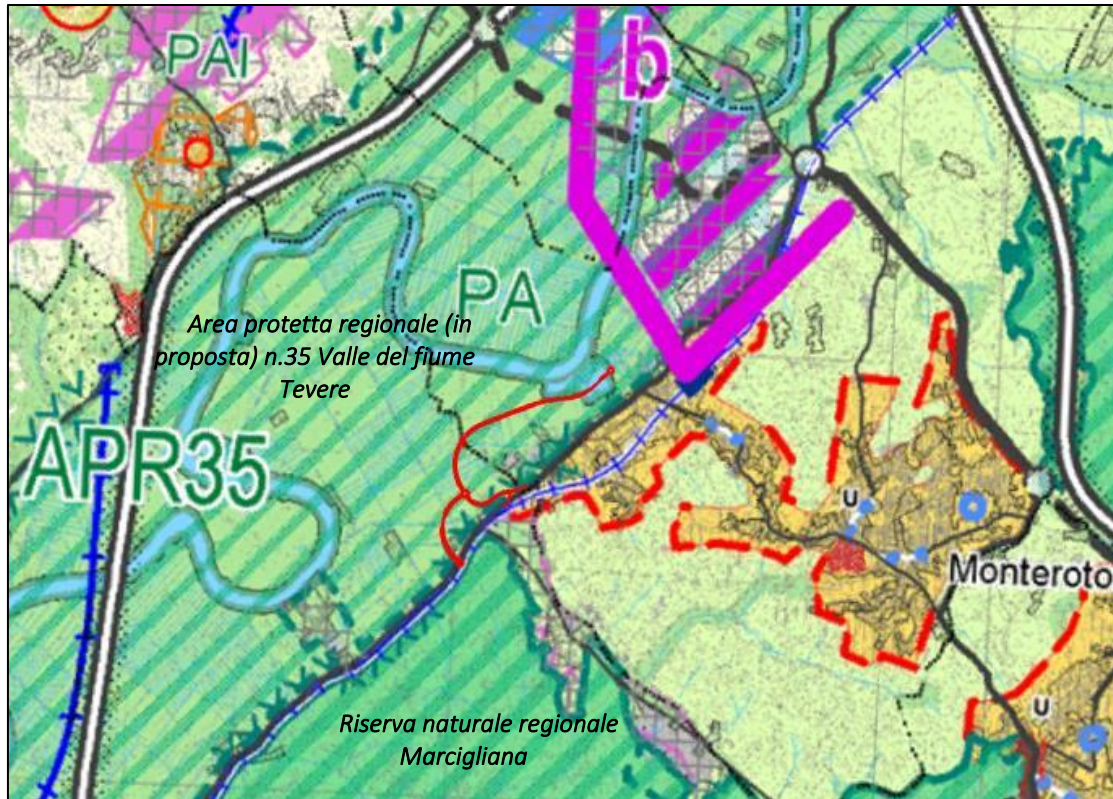 PAI
b
PA
Area protetta regionale (in
proposta) n.35 Valle del fiume
Tevere
APR35
U
Monteroto
U
Riserva naturale regionale
Marcigliana